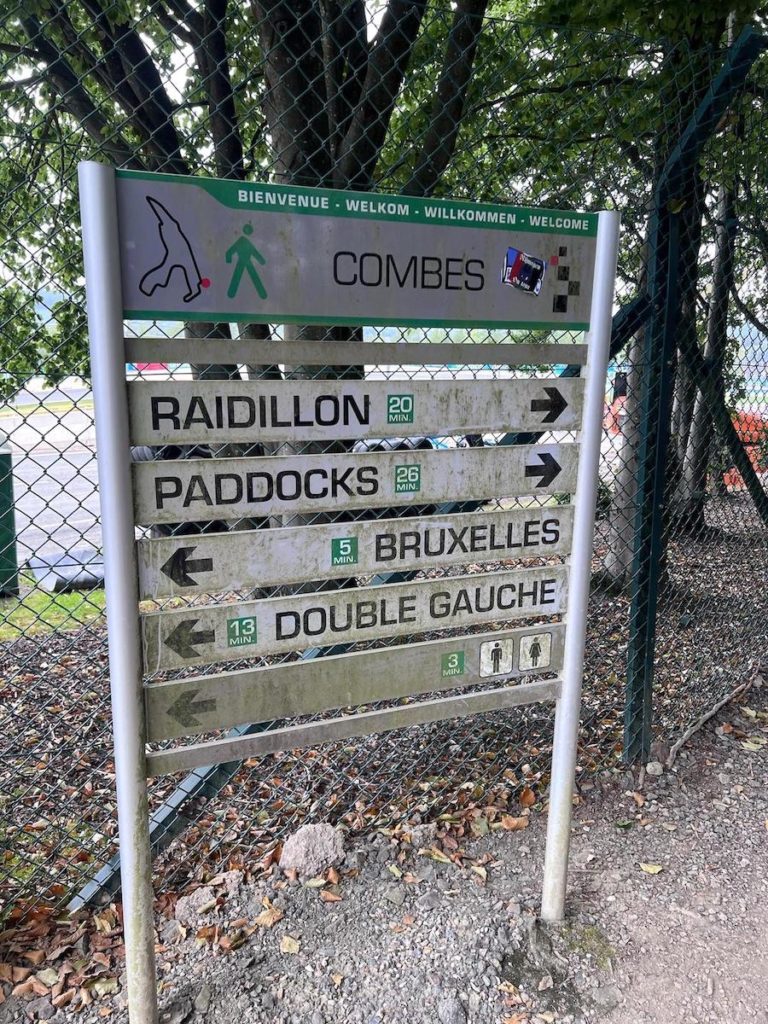 BIENVENUE - WELKOM - WILLKOMMEN - WELCOME
COMBES
RAIDILLON 20 MIN.
PADDOCKS 26 MIN.
5 MIN. BRUXELLES
13 MIN. DOUBLE GAUCHE
3 MIN.